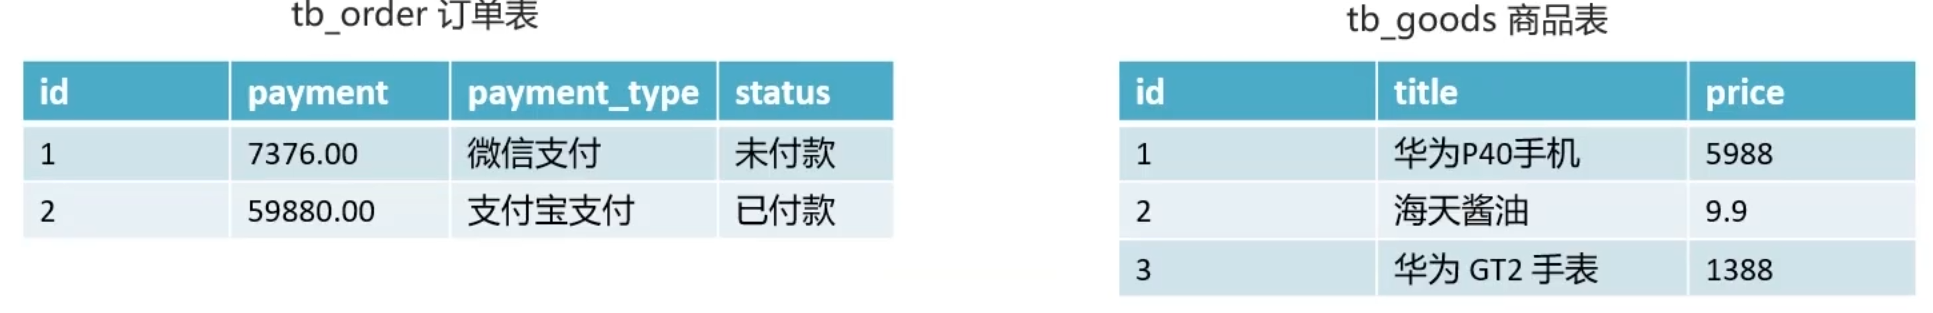 tb_order 订单表
id payment payment_type status
1 7376.00 微信支付 未付款
2 59880.00 支付宝支付 已付款
tb_goods 商品表
id title price
1 华为P40手机 5988
2 海天酱油 9.9
3 华为 GT2 手表 1388